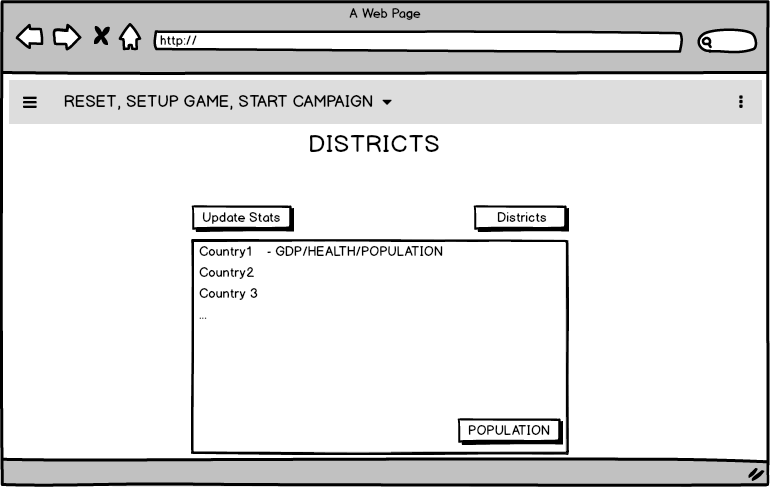 A Web Page
http://
RESET, SETUP GAME, START CAMPAIGN
DISTRICTS
Update Stats
Districts
Country1 - GDP/HEALTH/POPULATION
Country2
Country 3
...
POPULATION